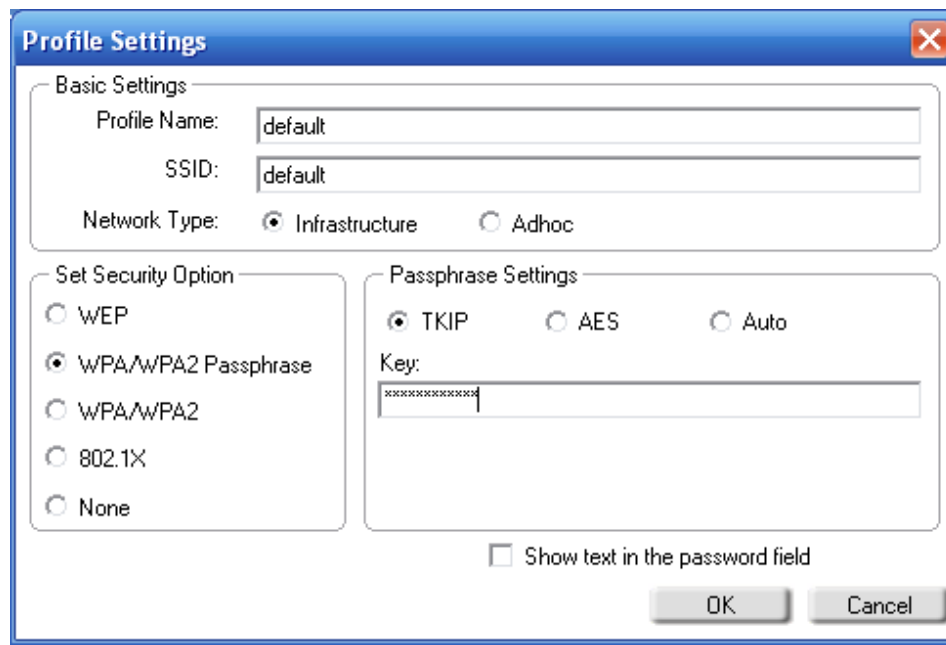 Profile Settings
Basic Settings
Profile Name: default
SSID: default
Network Type: Infrastructure Adhoc
Set Security Option
WEP
WPA/WPA2 Passphrase
WPA/WPA2
802.1X
None
Passphrase Settings
TKIP AES Auto
Key:
************
Show text in the password field
OK Cancel